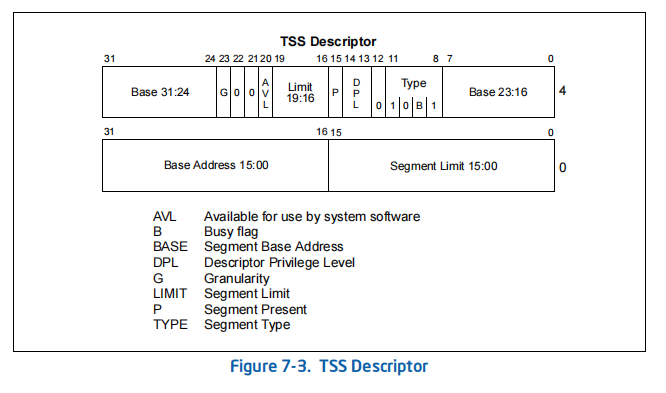 TSS Descriptor
31 24 23 22 21 20 19 16 15 14 13 12 11 8 7 0
Base 31:24 G 0 0 AVL Limit 19:16 P DPL 0 Type 1 0 B 1 Base 23:16 4
31 16 15 0
Base Address 15:00 Segment Limit 15:00 0
AVL Available for use by system software
B Busy flag
BASE Segment Base Address
DPL Descriptor Privilege Level
G Granularity
LIMIT Segment Limit
P Segment Present
TYPE Segment Type
Figure 7-3. TSS Descriptor